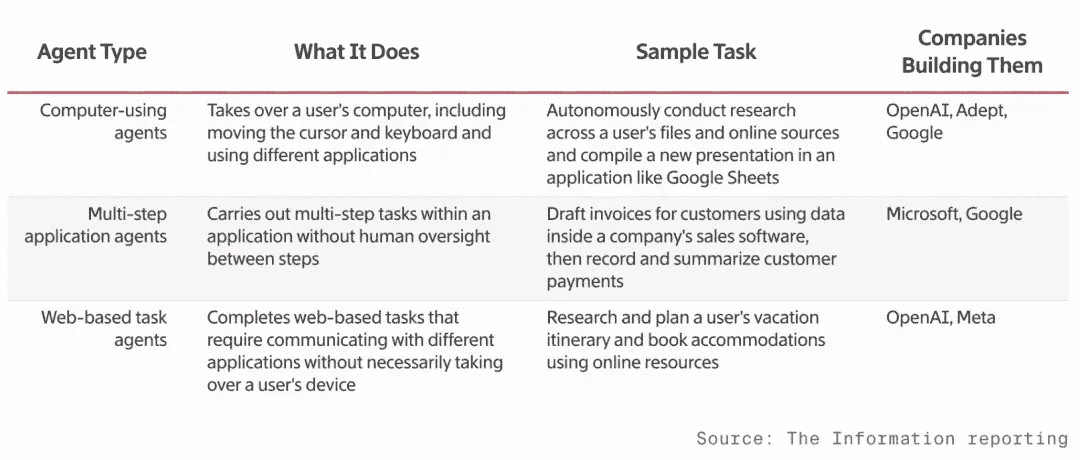 Agent Type
What It Does
Sample Task
Companies
Building Them
Computer-using
agents
Takes over a user's computer, including
moving the cursor and keyboard and
using different applications
Autonomously conduct research
across a user's files and online sources
and compile a new presentation in an
application like Google Sheets
OpenAI, Adept,
Google
Multi-step
application agents
Carries out multi-step tasks within an
application without human oversight
between steps
Draft invoices for customers using data
inside a company's sales software,
then record and summarize customer
payments
Microsoft, Google
Web-based task
agents
Completes web-based tasks that
require communicating with different
applications without necessarily taking
over a user's device
Research and plan a user's vacation
itinerary and book accommodations
using online resources
OpenAI, Meta
Source: The Information reporting